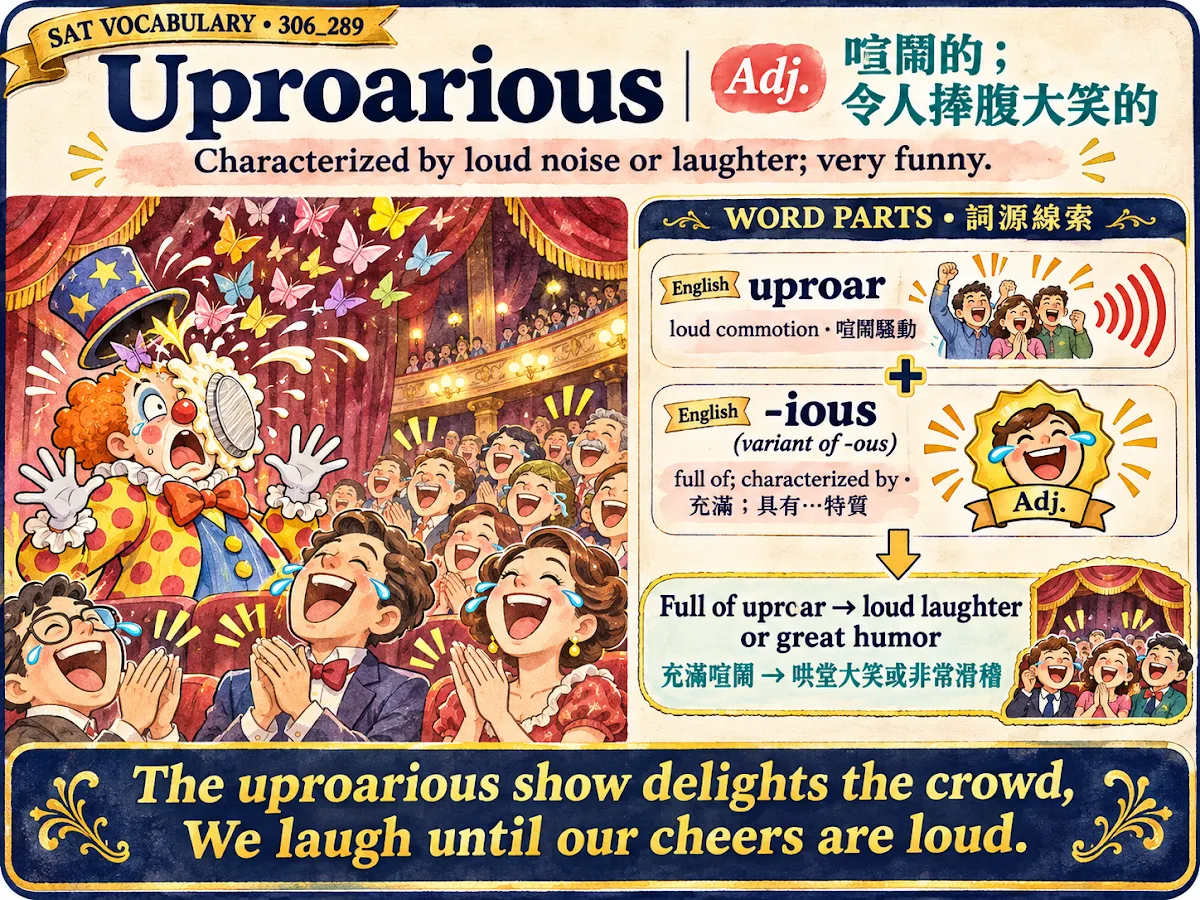 SAT VOCABULARY • 306_289
Uproarious
Adj.
喧鬧的；
令人捧腹大笑的
Characterized by loud noise or laughter; very funny.
WORD PARTS • 詞源線索
English uproar
loud commotion • 喧鬧騷動
+
English -ious
(variant of -ous)
full of; characterized by •
充滿；具有…特質
Adj.
Full of uprcar → loud laughter
or great humor
充滿喧鬧 → 哄堂大笑或非常滑稽
The uproarious show delights the crowd,
We laugh until our cheers are loud.